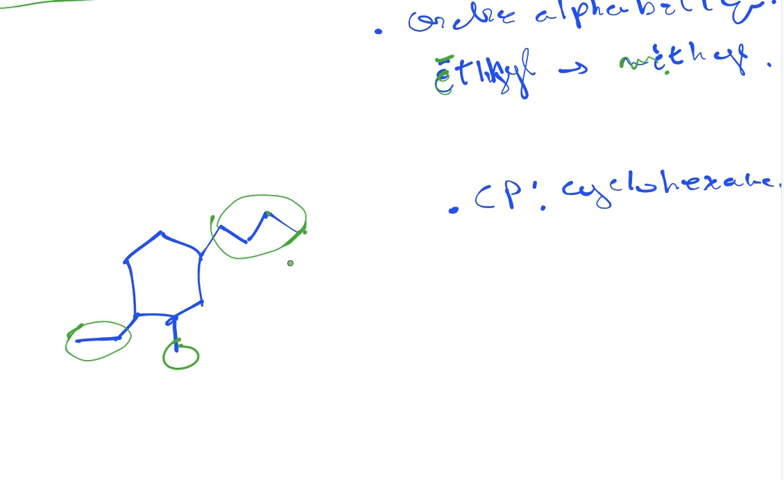 . order alphabetically.
Ethyl → methyl.
. CP: cyclohexane.